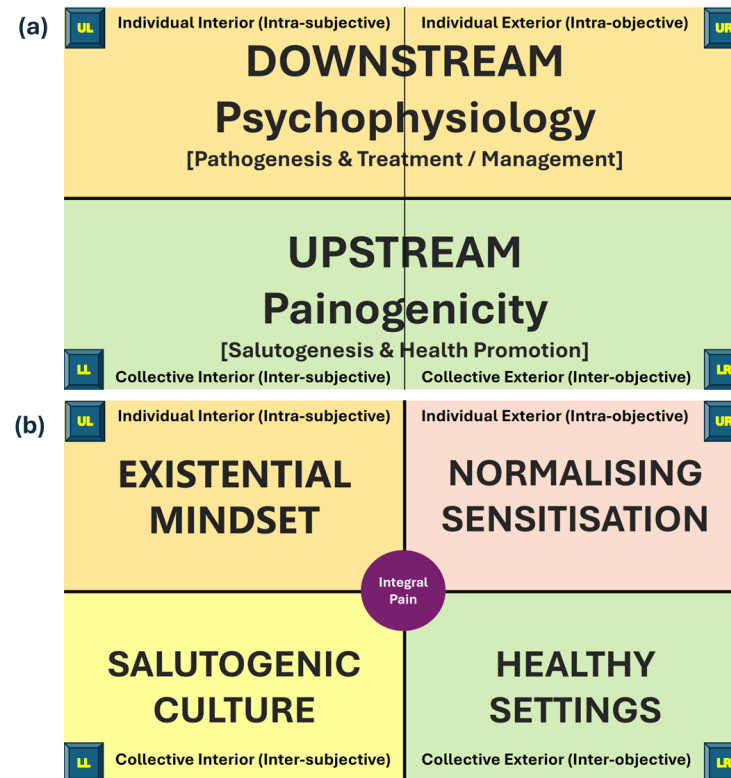 (a)
UL
Individual Interior (Intra-subjective)
Individual Exterior (Intra-objective)
UR
DOWNSTREAM
Psychophysiology
[Pathogenesis & Treatment / Management]
UPSTREAM
Painogenicity
[Salutogenesis & Health Promotion]
LL
Collective Interior (Inter-subjective)
Collective Exterior (Inter-objective)
LR
(b)
UL
Individual Interior (Intra-subjective)
Individual Exterior (Intra-objective)
UR
EXISTENTIAL
MINDSET
NORMALISING
SENSITISATION
Integral
Pain
SALUTOGENIC
CULTURE
HEALTHY
SETTINGS
LL
Collective Interior (Inter-subjective)
Collective Exterior (Inter-objective)
LR